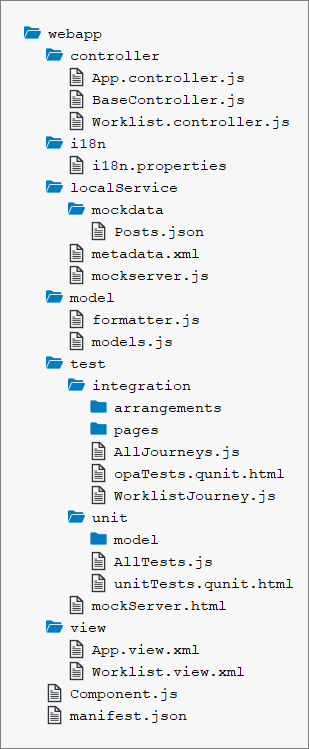 webapp
controller
App.controller.js
BaseController.js
Worklist.controller.js
i18n
i18n.properties
localService
mockdata
Posts.json
metadata.xml
mockserver.js
model
formatter.js
models.js
test
integration
arrangements
pages
AllJourneys.js
opaTests.qunit.html
WorklistJourney.js
unit
model
AllTests.js
unitTests.qunit.html
mockServer.html
view
App.view.xml
Worklist.view.xml
Component.js
manifest.json